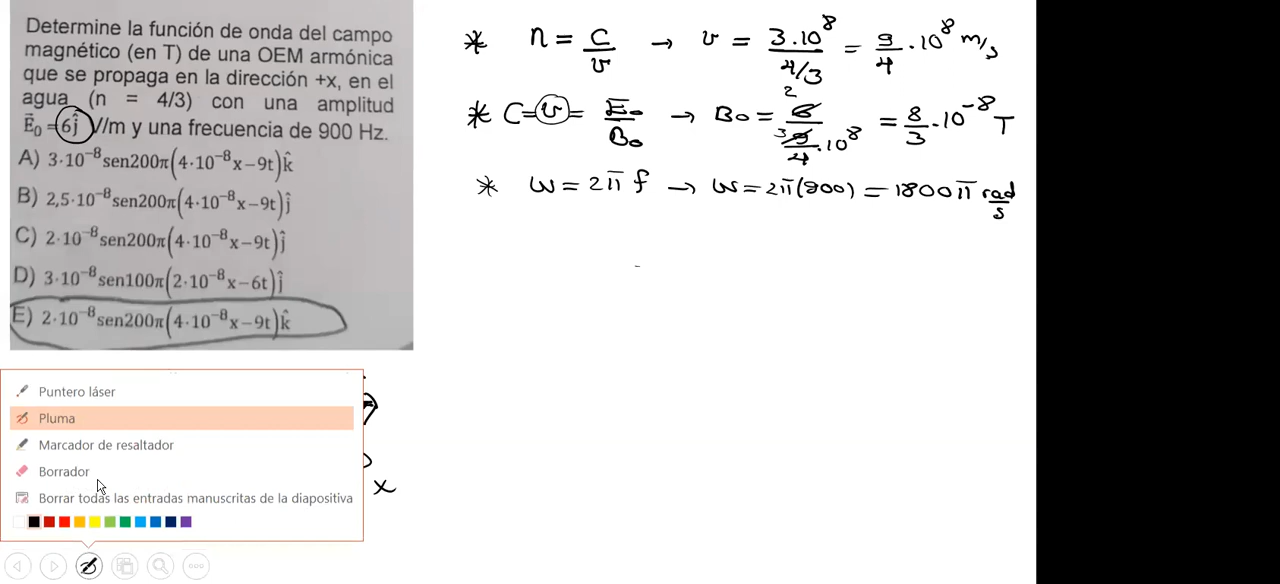 Determine la función de onda del campo
magnético (en T) de una OEM armónica
que se propaga en la dirección +x, en el
agua (n = 4/3) con una amplitud
E⃗₀ = 6ĵ V/m y una frecuencia de 900 Hz.
A) 3·10⁻⁸sen200π(4·10⁻⁸x−9t)k̂
B) 2,5·10⁻⁸sen200π(4·10⁻⁸x−9t)ĵ
C) 2·10⁻⁸sen200π(4·10⁻⁸x−9t)ĵ
D) 3·10⁻⁸sen100π(2·10⁻⁸x−6t)ĵ
E) 2·10⁻⁸sen200π(4·10⁻⁸x−9t)k̂
* n = C/v → v = 3·10⁸/(4/3) = 9/4·10⁸ m/s
* C = v = E₀/B₀ → B₀ = 6/(9/4·10⁸) = 8/3·10⁻⁸ T
* ω = 2π f → ω = 2π(900) = 1800π rad/s
x
Puntero láser
Pluma
Marcador de resaltador
Borrador
Borrar todas las entradas manuscritas de la diapositiva